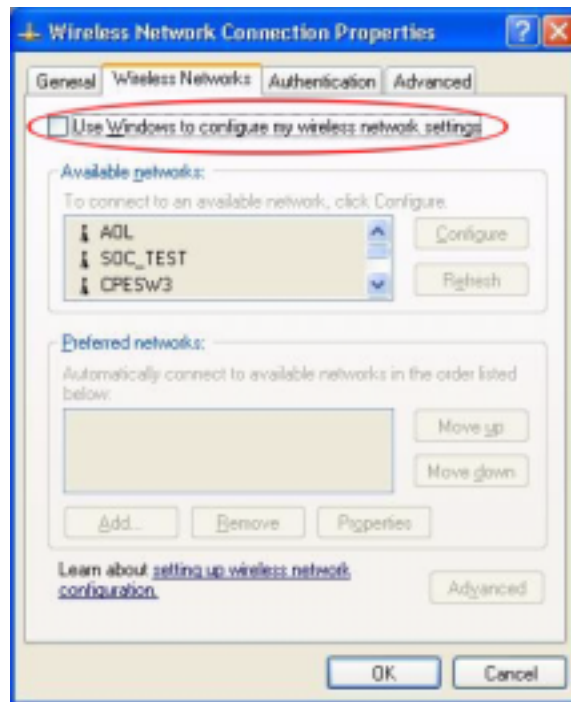 Wireless Network Connection Properties
General Wireless Networks Authentication Advanced
Use Windows to configure my wireless network settings
Available networks:
To connect to an available network, click Configure.
AOL
SOC_TEST
CPESW3
Configure
Refresh
Preferred networks:
Automatically connect to available networks in the order listed
below:
Move up
Move down
Add... Remove Properties
Learn about setting up wireless network
configuration.
Advanced
OK Cancel